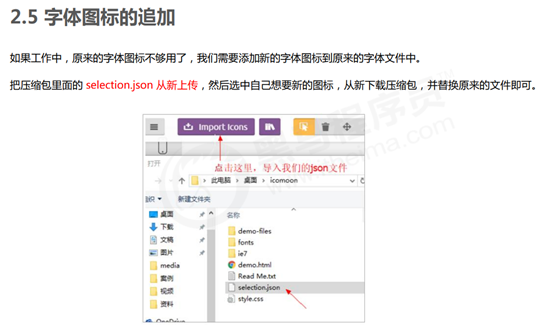 2.5 字体图标的追加
如果工作中，原来的字体图标不够用了，我们需要添加新的字体图标到原来的字体文件中。
把压缩包里面的 selection.json 从新上传，然后选中自己想要新的图标，从新下载压缩包，并替换原来的文件即可。
Import Icons
打开
点击这里，导入我们的json文件
此电脑 > 桌面 > icomoon
组织 新建文件夹
桌面
下载
文稿
图片
media
案例
视频
资料
OneDrive
名称
demo-files
fonts
ie7
demo.html
Read Me.txt
selection.json
style.css
黑马程序员